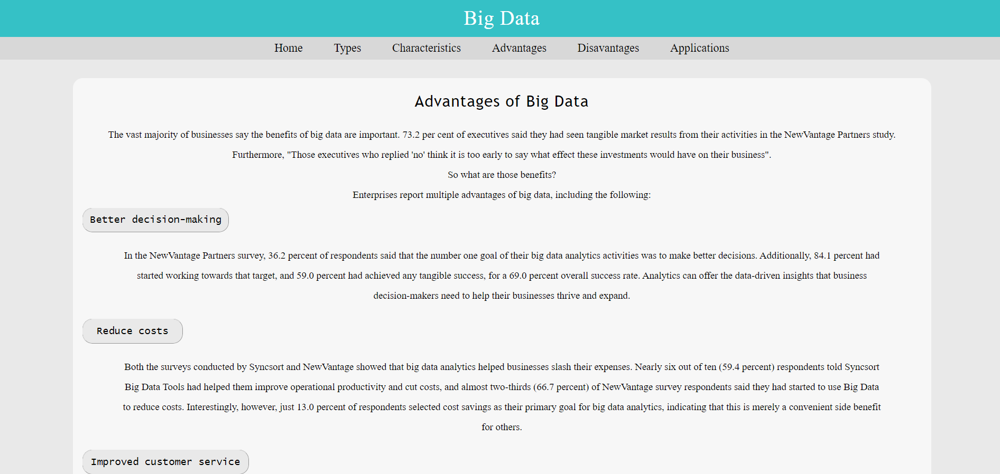 Big Data
Home Types Characteristics Advantages Disavantages Applications
Advantages of Big Data
The vast majority of businesses say the benefits of big data are important. 73.2 per cent of executives said they had seen tangible market results from their activities in the NewVantage Partners study.
Furthermore, "Those executives who replied 'no' think it is too early to say what effect these investments would have on their business".
So what are those benefits?
Enterprises report multiple advantages of big data, including the following:
Better decision-making
In the NewVantage Partners survey, 36.2 percent of respondents said that the number one goal of their big data analytics activities was to make better decisions. Additionally, 84.1 percent had
started working towards that target, and 59.0 percent had achieved any tangible success, for a 69.0 percent overall success rate. Analytics can offer the data-driven insights that business
decision-makers need to help their businesses thrive and expand.
Reduce costs
Both the surveys conducted by Syncsort and NewVantage showed that big data analytics helped businesses slash their expenses. Nearly six out of ten (59.4 percent) respondents told Syncsort
Big Data Tools had helped them improve operational productivity and cut costs, and almost two-thirds (66.7 percent) of NewVantage survey respondents said they had started to use Big Data
to reduce costs. Interestingly, however, just 13.0 percent of respondents selected cost savings as their primary goal for big data analytics, indicating that this is merely a convenient side benefit
for others.
Improved customer service